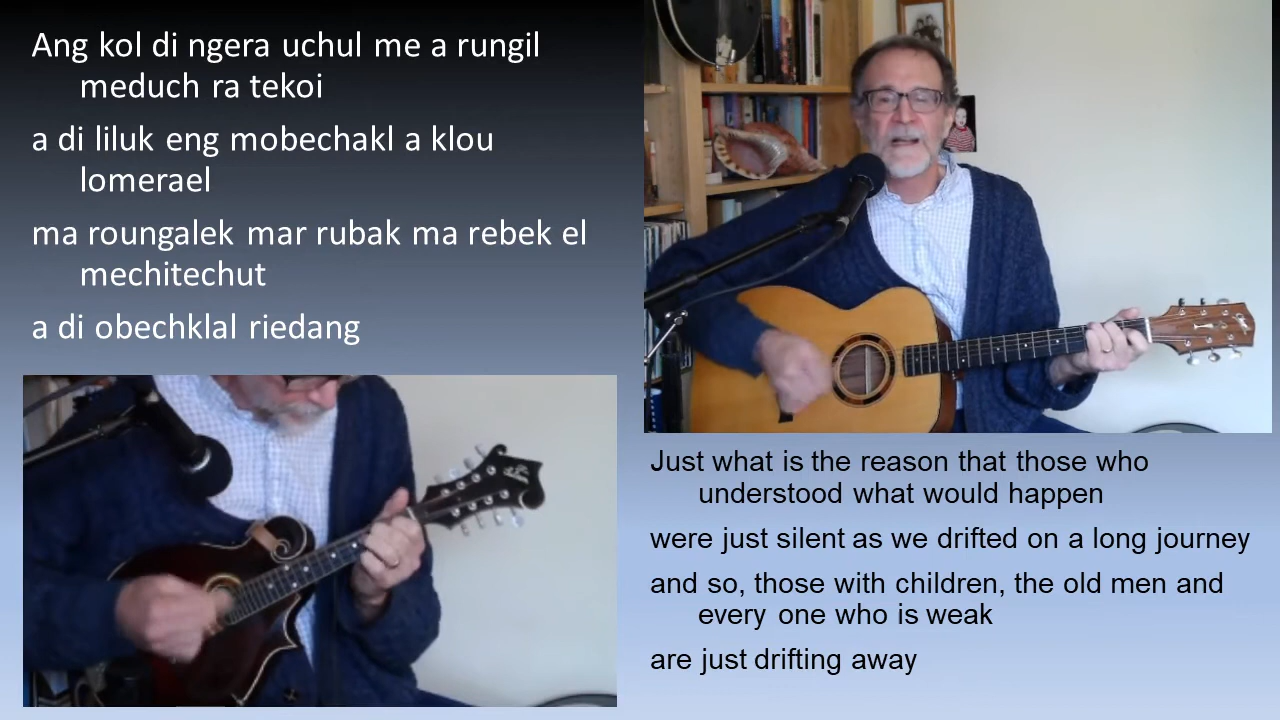 Ang kol di ngera uchul me a rungil
meduch ra tekoi
a di liluk eng mobechakl a klou
lomerael
ma roungalek mar rubak ma rebek el
mechitechut
a di obechklal riedang
Just what is the reason that those who
understood what would happen
were just silent as we drifted on a long journey
and so, those with children, the old men and
every one who is weak
are just drifting away